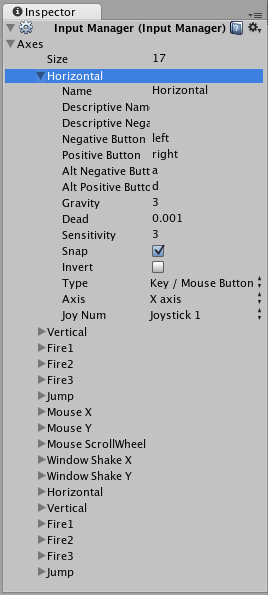 Inspector
Input Manager (Input Manager)
Axes
Size 17
Horizontal
Name Horizontal
Descriptive Nam
Descriptive Nega
Negative Button left
Positive Button right
Alt Negative Butt a
Alt Positive Butto d
Gravity 3
Dead 0.001
Sensitivity 3
Snap
Invert
Type Key / Mouse Button
Axis X axis
Joy Num Joystick 1
Vertical
Fire1
Fire2
Fire3
Jump
Mouse X
Mouse Y
Mouse ScrollWheel
Window Shake X
Window Shake Y
Horizontal
Vertical
Fire1
Fire2
Fire3
Jump